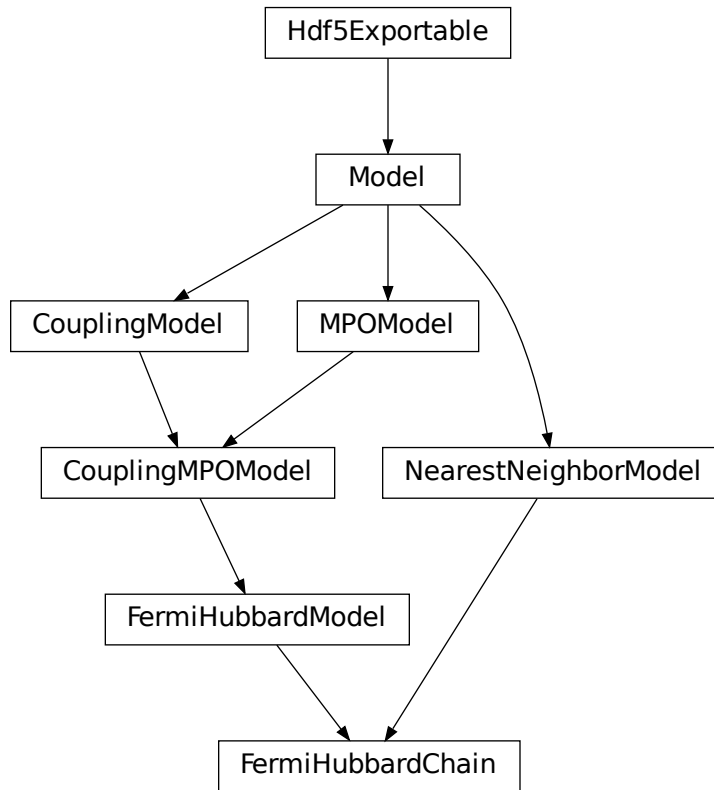 Hdf5Exportable
Model
CouplingModel
MPOModel
CouplingMPOModel
NearestNeighborModel
FermiHubbardModel
FermiHubbardChain